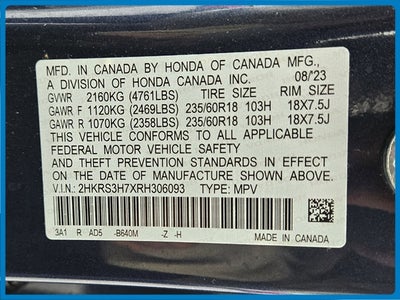 MFD. IN CANADA BY HONDA OF CANADA MFG.,
A DIVISION OF HONDA CANADA INC. 08/'23
GVWR 2160KG (4761LBS) TIRE SIZE RIM SIZE
GAWR F 1120KG (2469LBS) 235/60R18 103H 18X7.5J
GAWR R 1070KG (2358LBS) 235/60R18 103H 18X7.5J
THIS VEHICLE CONFORMS TO ALL APPLICABLE
FEDERAL MOTOR VEHICLE SAFETY, BUMPER,
AND THEFT PREVENTION STANDARDS IN EFFECT
ON THE DATE OF MANUFACTURE SHOWN ABOVE.
V.I.N.: 2HKRS3H7XRH306093 TYPE: MPV
3A1 R AD5 -B640M -Z -H
MADE IN CANADA